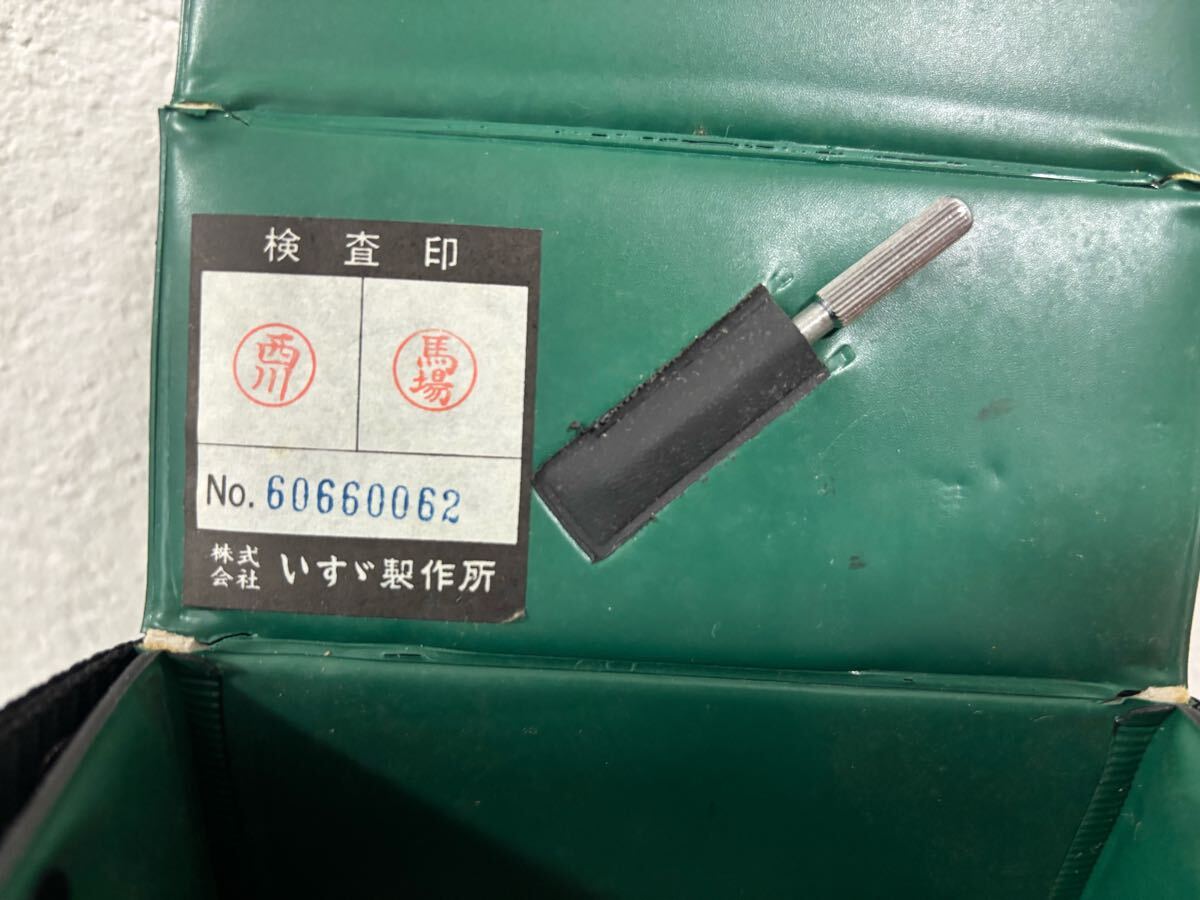 検査印
西川
馬場
No. 60660062
株式会社 いすゞ製作所